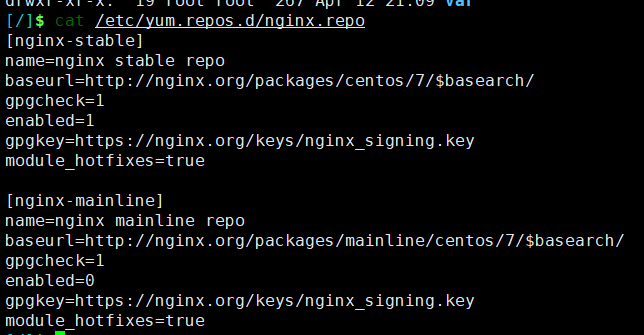 drwxr-xr-x. 19 root root 267 Apr 12 21:09 var
[/]$ cat /etc/yum.repos.d/nginx.repo
[nginx-stable]
name=nginx stable repo
baseurl=http://nginx.org/packages/centos/7/$basearch/
gpgcheck=1
enabled=1
gpgkey=https://nginx.org/keys/nginx_signing.key
module_hotfixes=true
[nginx-mainline]
name=nginx mainline repo
baseurl=http://nginx.org/packages/mainline/centos/7/$basearch/
gpgcheck=1
enabled=0
gpgkey=https://nginx.org/keys/nginx_signing.key
module_hotfixes=true